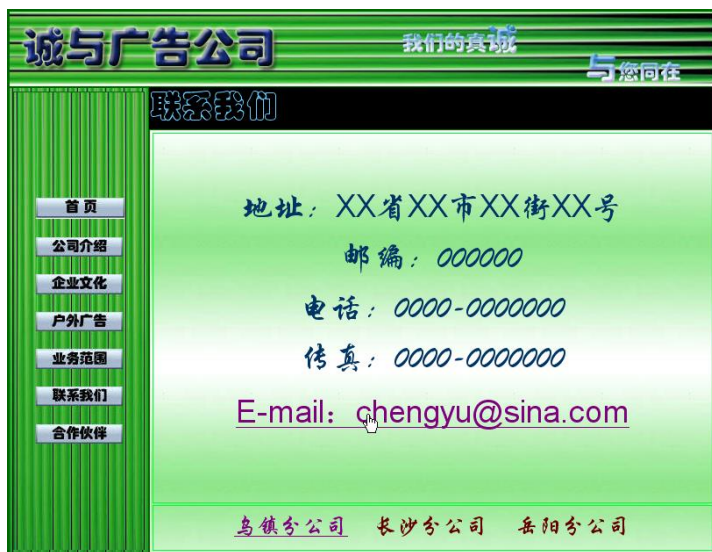 诚与广告公司
我们的真诚
与您同在
联系我们
首页
公司介绍
企业文化
户外广告
业务范围
联系我们
合作伙伴
地址：XX省XX市XX街XX号
邮编：000000
电话：0000-0000000
传真：0000-0000000
E-mail：chengyu@sina.com
乌镇分公司 长沙分公司 岳阳分公司